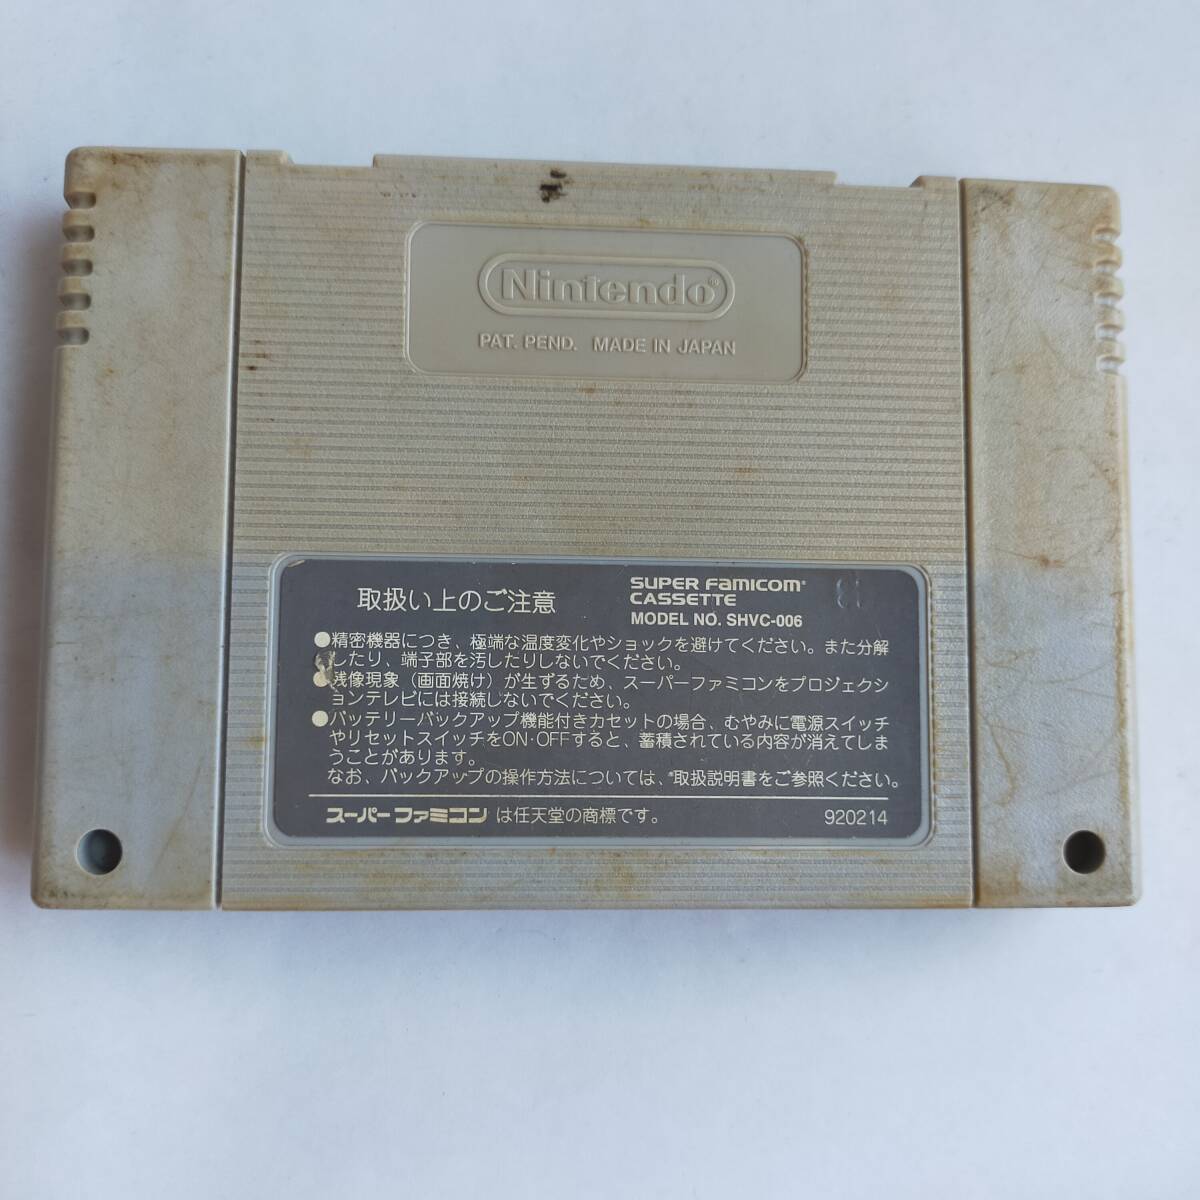 Nintendo®
PAT. PEND. MADE IN JAPAN
取扱い上のご注意
SUPER FAMICOM®
CASSETTE
MODEL NO. SHVC-006
●精密機器につき、極端な温度変化やショックを避けてください。また分解
したり、端子部を汚したりしないでください。
●残像現象（画面焼け）が生ずるため、スーパーファミコンをプロジェクシ
ョンテレビには接続しないでください。
●バッテリーバックアップ機能付きカセットの場合、むやみに電源スイッチ
やリセットスイッチをON·OFFすると、蓄積されている内容が消えてしま
うことがあります。
なお、バックアップの操作方法については、"取扱説明書をご参照ください。
スーパーファミコンは任天堂の商標です。
920214